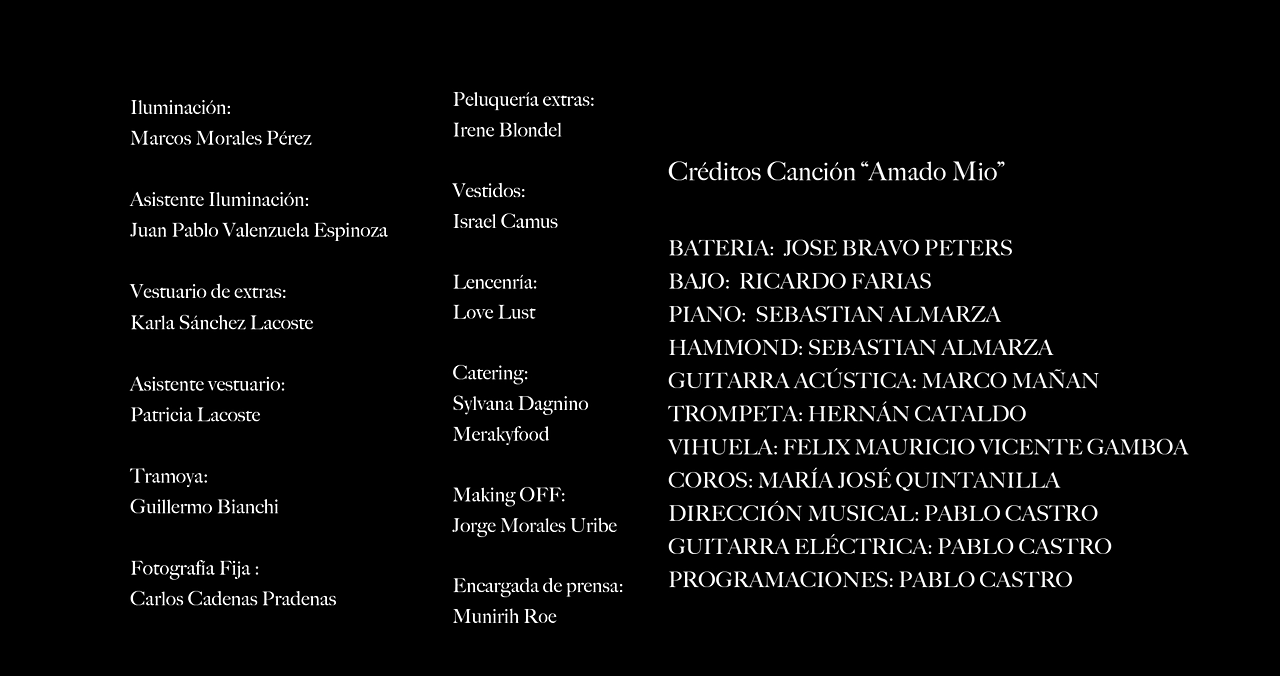 Iluminación:
Marcos Morales Pérez
Asistente Iluminación:
Juan Pablo Valenzuela Espinoza
Vestuario de extras:
Karla Sánchez Lacoste
Asistente vestuario:
Patricia Lacoste
Tramoya:
Guillermo Bianchi
Fotografía Fija :
Carlos Cadenas Pradenas
Peluquería extras:
Irene Blondel
Vestidos:
Israel Camus
Lencenría:
Love Lust
Catering:
Sylvana Dagnino
Merakyfood
Making OFF:
Jorge Morales Uribe
Encargada de prensa:
Munirih Roe
Créditos Canción “Amado Mio”
BATERIA: JOSE BRAVO PETERS
BAJO: RICARDO FARIAS
PIANO: SEBASTIAN ALMARZA
HAMMOND: SEBASTIAN ALMARZA
GUITARRA ACÚSTICA: MARCO MAÑAN
TROMPETA: HERNÁN CATALDO
VIHUELA: FELIX MAURICIO VICENTE GAMBOA
COROS: MARÍA JOSÉ QUINTANILLA
DIRECCIÓN MUSICAL: PABLO CASTRO
GUITARRA ELÉCTRICA: PABLO CASTRO
PROGRAMACIONES: PABLO CASTRO